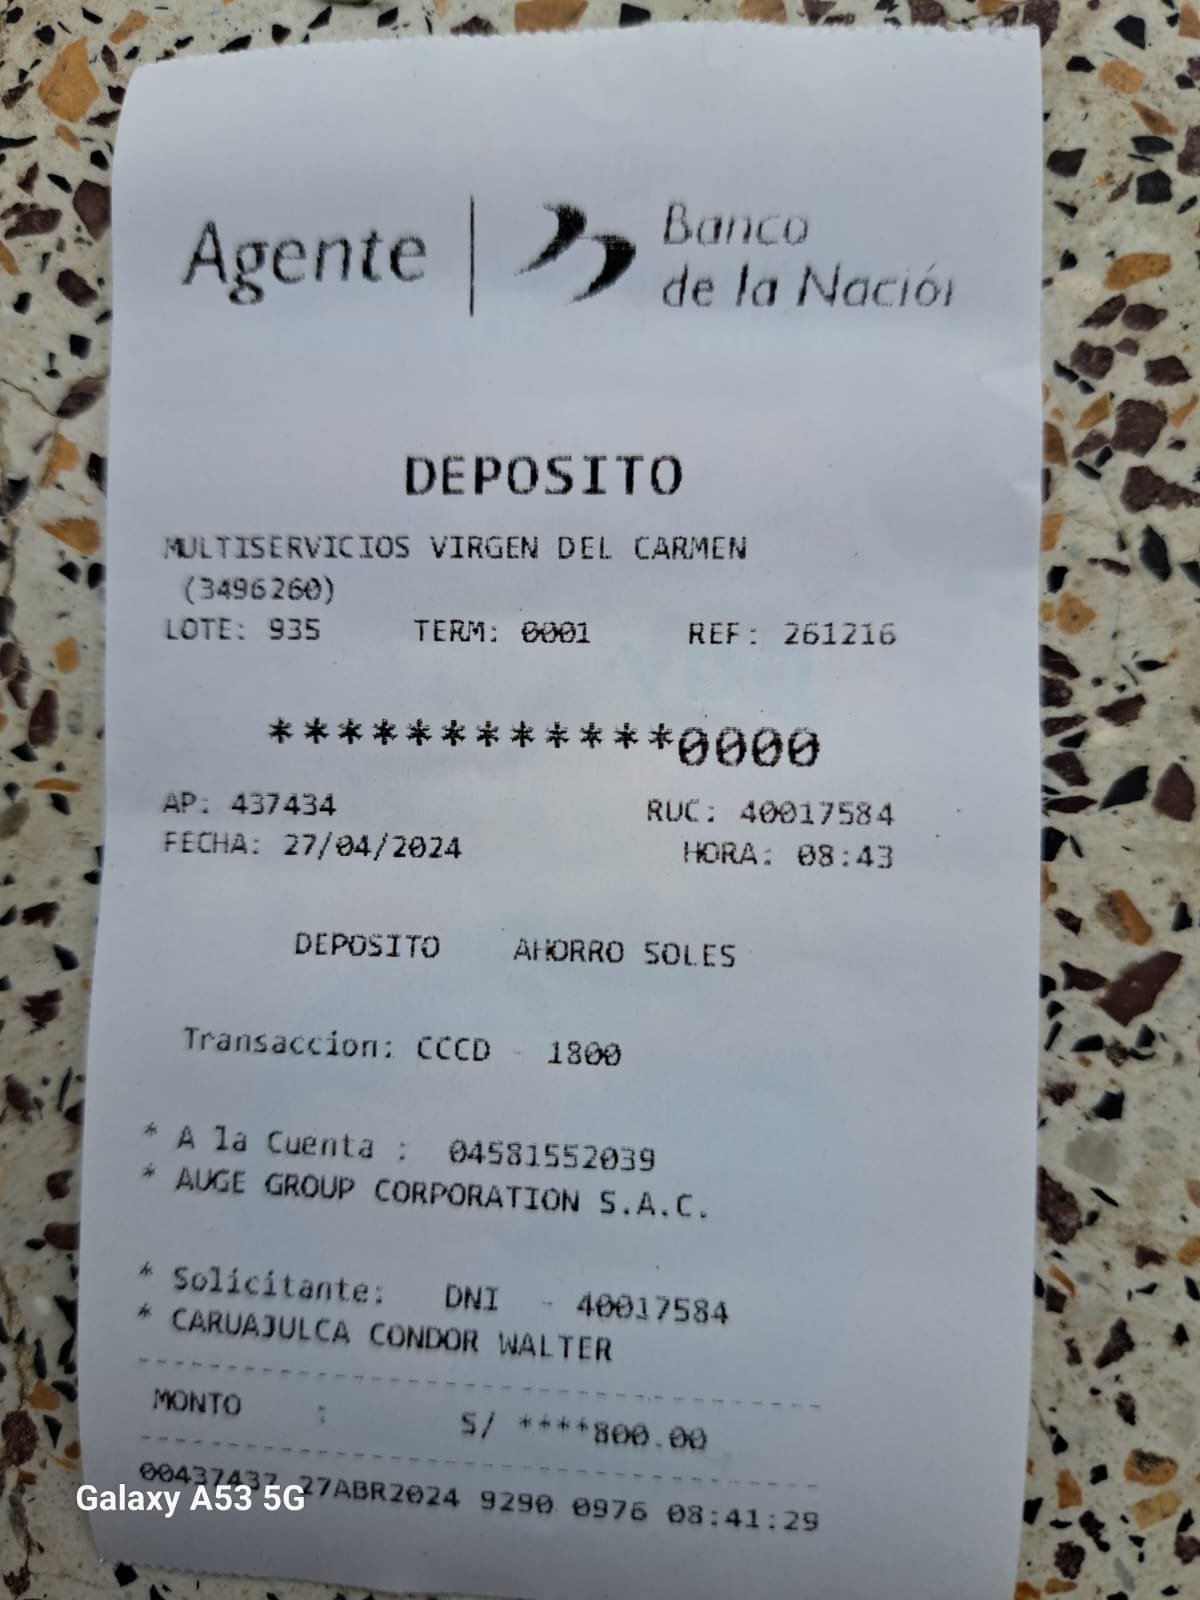 Agente | Banco
de la Nación
DEPOSITO
MULTISERVICIOS VIRGEN DEL CARMEN
(3496260)
LOTE: 935 TERM: 0001 REF: 261216
************0000
AP: 437434 RUC: 40017584
FECHA: 27/04/2024 HORA: 08:43
DEPOSITO AHORRO SOLES
Transaccion: CCCD - 1800
* A la Cuenta : 04581552039
* AUGE GROUP CORPORATION S.A.C.
* Solicitante: DNI - 40017584
* CARUAJULCA CONDOR WALTER
MONTO : S/ ****800.00
27ABR2024 9290 0976 08:41:29
Galaxy A53 5G